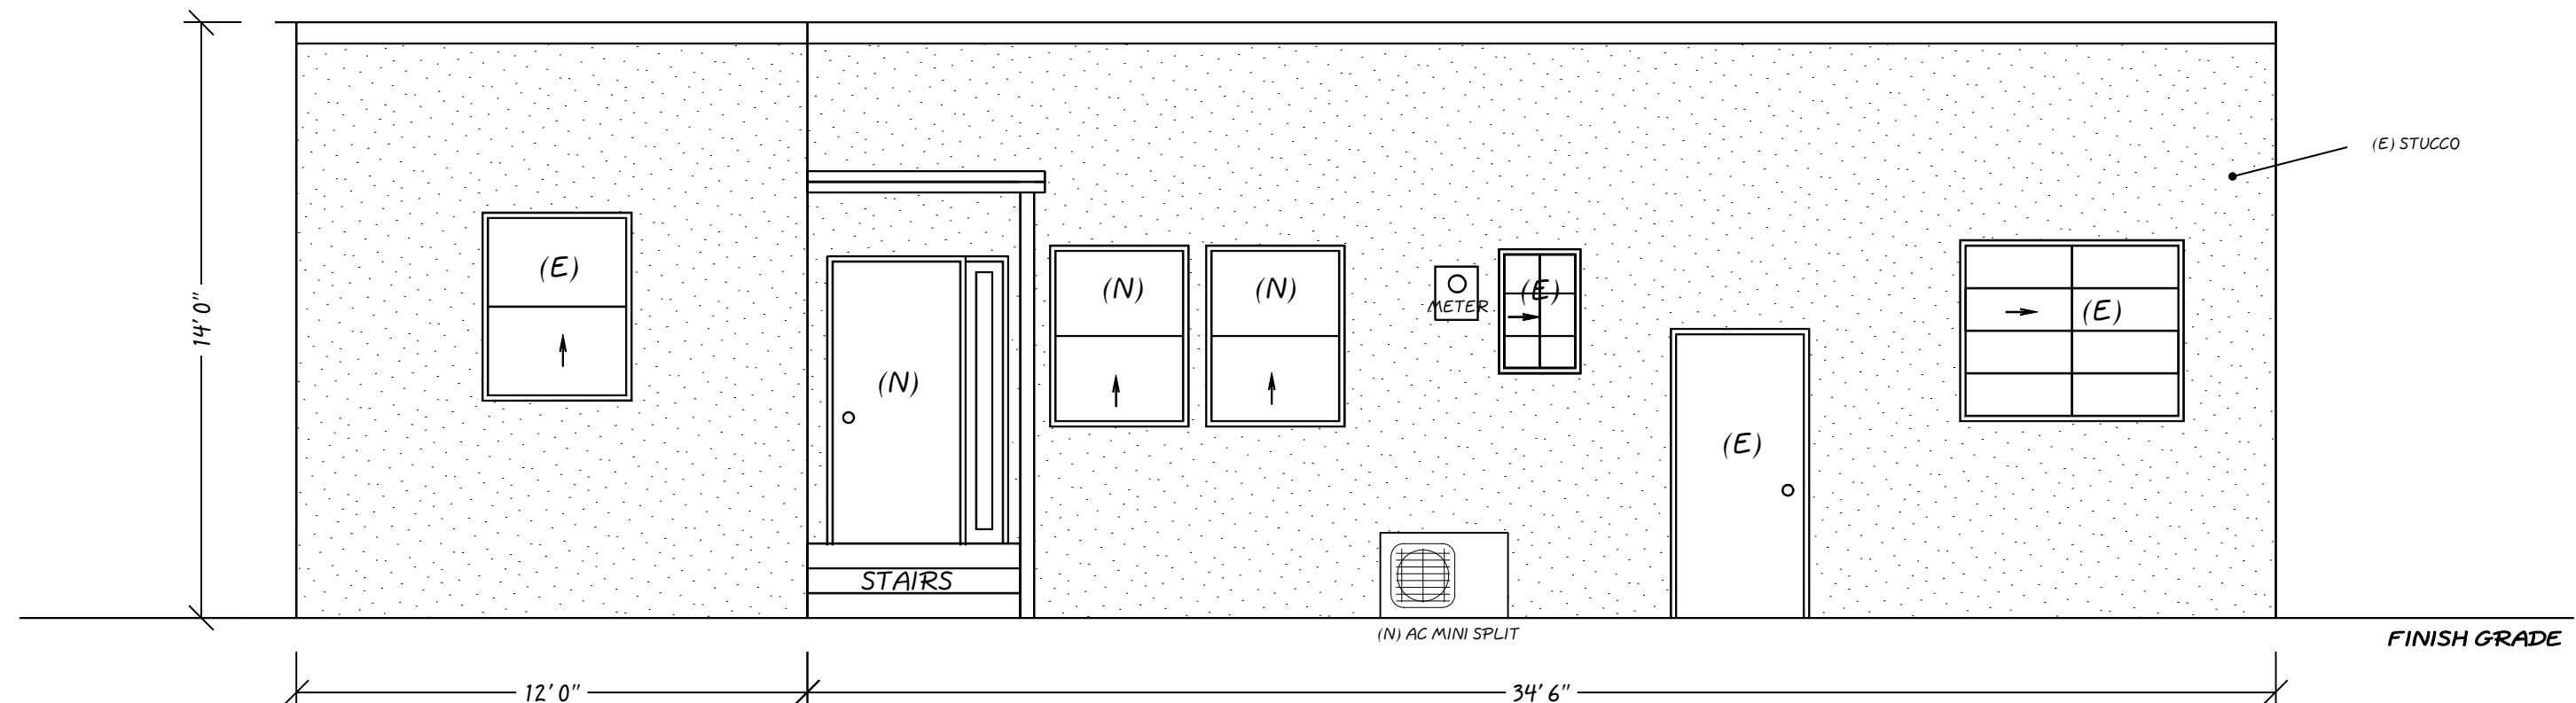 (E) STUCCO
(E)
(N)
(N)
(N)
METER
(E)
(E)
(E)
14' 0"
STAIRS
(N) AC MINI SPLIT
FINISH GRADE
12' 0"
34' 6"